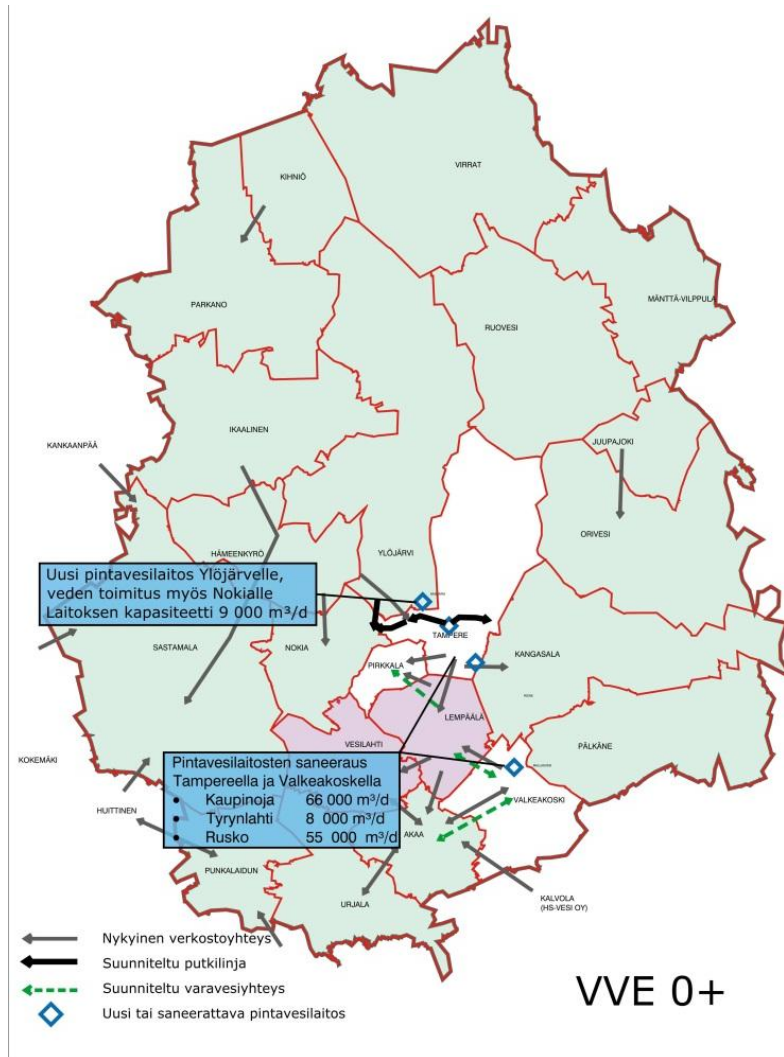 KIHNIÖ
VIRRAT
PARKANO
MÄNTTÄ-VILPPULA
RUOVESI
IKAALINEN
KANKAANPÄÄ
JUUPAJOKI
ORIVESI
HÄMEENKYRÖ
YLÖJÄRVI
Uusi pintavesilaitos Ylöjärvelle,
veden toimitus myös Nokialle
Laitoksen kapasiteetti 9 000 m³/d
TAMPERE
SASTAMALA
NOKIA
PIRKKALA
KANGASALA
LEMPÄÄLÄ
VESILAHTI
PÄLKÄNE
KOKEMÄKI
Pintavesilaitosten saneeraus
Tampereella ja Valkeakoskella
• Kaupinoja 66 000 m³/d
• Tyrynlahti 8 000 m³/d
• Rusko 55 000 m³/d
VALKEAKOSKI
HUITTINEN
AKAA
PUNKALAIDUN
URJALA
KALVOLA
(HS-VESI OY)
Nykyinen verkostoyhteys
Suunniteltu putkilinja
Suunniteltu varavesiyhteys
Uusi tai saneerattava pintavesilaitos
VVE 0+